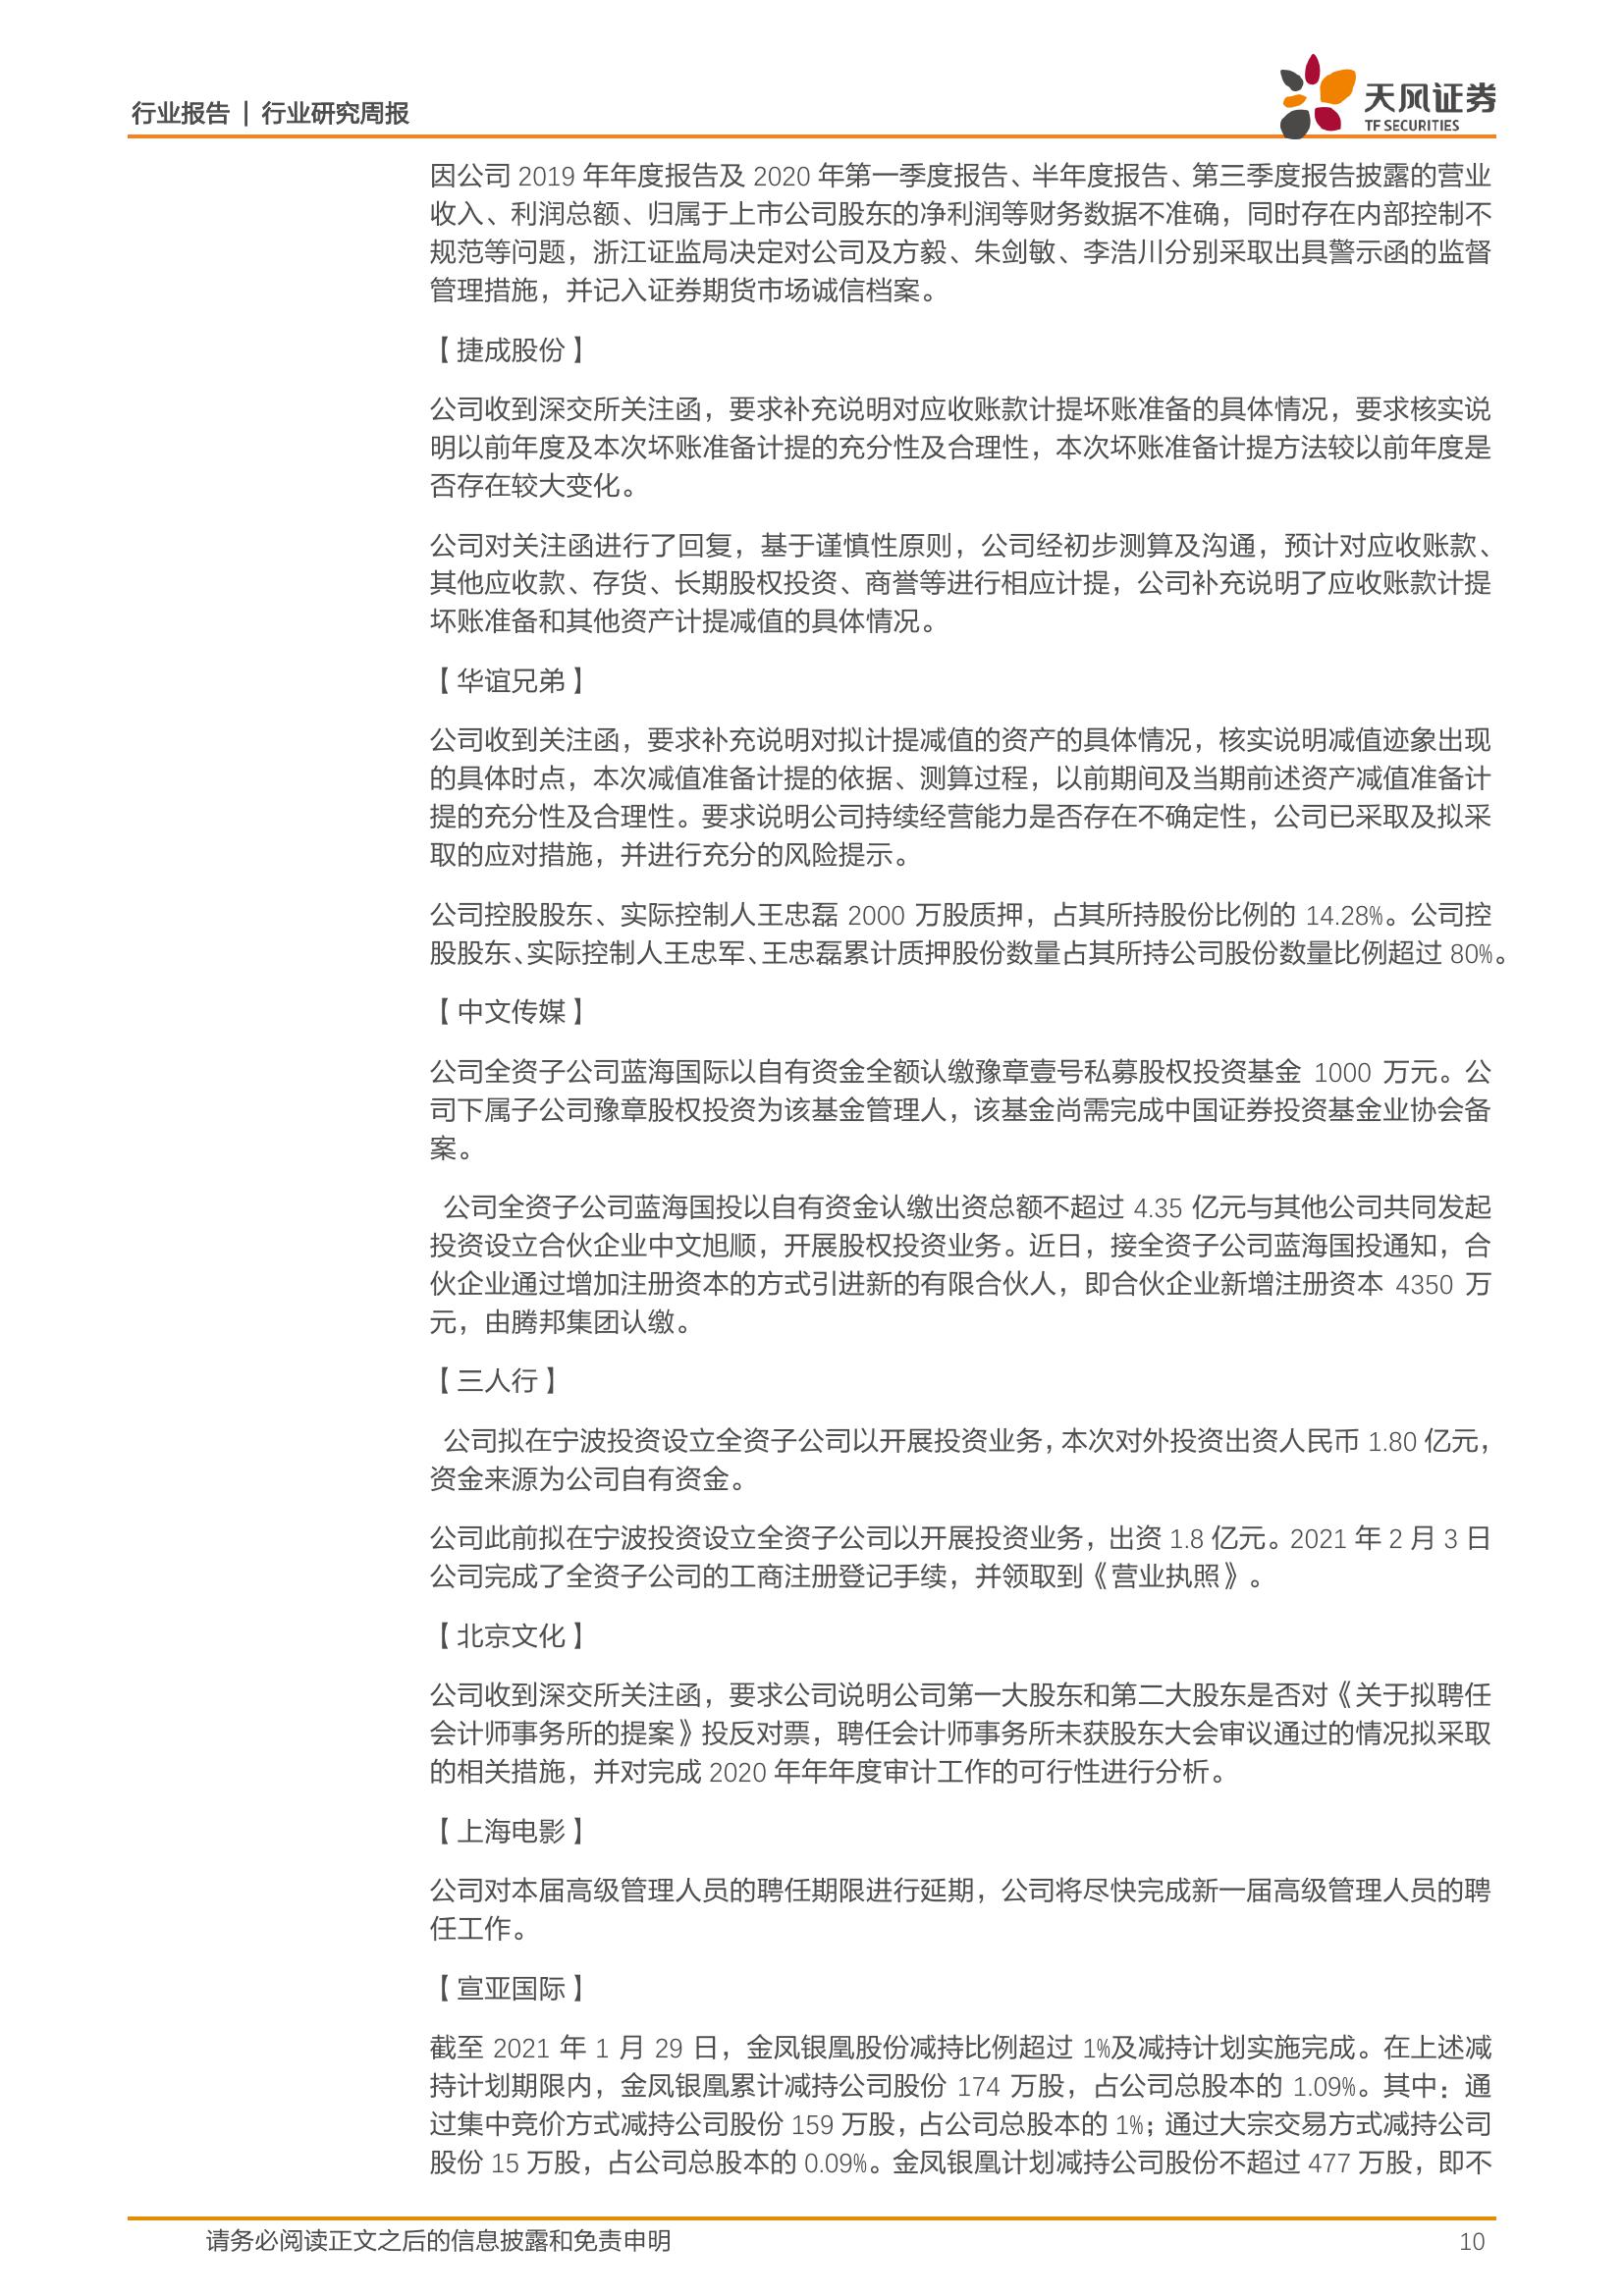 行业报告 | 行业研究周报
天风证券
TF SECURITIES
因公司 2019 年年度报告及 2020 年第一季度报告、半年度报告、第三季度报告披露的营业
收入、利润总额、归属于上市公司股东的净利润等财务数据不准确，同时存在内部控制不
规范等问题，浙江证监局决定对公司及方毅、朱剑敏、李浩川分别采取出具警示函的监督
管理措施，并记入证券期货市场诚信档案。
【捷成股份】
公司收到深交所关注函，要求补充说明对应收账款计提坏账准备的具体情况，要求核实说
明以前年度及本次坏账准备计提的充分性及合理性，本次坏账准备计提方法较以前年度是
否存在较大变化。
公司对关注函进行了回复，基于谨慎性原则，公司经初步测算及沟通，预计对应收账款、
其他应收款、存货、长期股权投资、商誉等进行相应计提，公司补充说明了应收账款计提
坏账准备和其他资产计提减值的具体情况。
【华谊兄弟】
公司收到关注函，要求补充说明对拟计提减值的资产的具体情况，核实说明减值迹象出现
的具体时点，本次减值准备计提的依据、测算过程，以前期间及当期前述资产减值准备计
提的充分性及合理性。要求说明公司持续经营能力是否存在不确定性，公司已采取及拟采
取的应对措施，并进行充分的风险提示。
公司控股股东、实际控制人王忠磊 2000 万股质押，占其所持股份比例的 14.28%。公司控
股股东、实际控制人王忠军、王忠磊累计质押股份数量占其所持公司股份数量比例超过 80%。
【中文传媒】
公司全资子公司蓝海国际以自有资金全额认缴豫章壹号私募股权投资基金 1000 万元。公
司下属子公司豫章股权投资为该基金管理人，该基金尚需完成中国证券投资基金业协会备
案。
公司全资子公司蓝海国投以自有资金认缴出资总额不超过 4.35 亿元与其他公司共同发起
投资设立合伙企业中文旭顺，开展股权投资业务。近日，接全资子公司蓝海国投通知，合
伙企业通过增加注册资本的方式引进新的有限合伙人，即合伙企业新增注册资本 4350 万
元，由腾邦集团认缴。
【三人行】
公司拟在宁波投资设立全资子公司以开展投资业务，本次对外投资出资人民币 1.80 亿元，
资金来源为公司自有资金。
公司此前拟在宁波投资设立全资子公司以开展投资业务，出资 1.8 亿元。2021 年 2 月 3 日
公司完成了全资子公司的工商注册登记手续，并领取到《营业执照》。
【北京文化】
公司收到深交所关注函，要求公司说明公司第一大股东和第二大股东是否对《关于拟聘任
会计师事务所的提案》投反对票，聘任会计师事务所未获股东大会审议通过的情况拟采取
的相关措施，并对完成 2020 年年年度审计工作的可行性进行分析。
【上海电影】
公司对本届高级管理人员的聘任期限进行延期，公司将尽快完成新一届高级管理人员的聘
任工作。
【宣亚国际】
截至 2021 年 1 月 29 日，金凤银凰股份减持比例超过 1%及减持计划实施完成。在上述减
持计划期限内，金凤银凰累计减持公司股份 174 万股，占公司总股本的 1.09%。其中：通
过集中竞价方式减持公司股份 159 万股，占公司总股本的 1%；通过大宗交易方式减持公司
股份 15 万股，占公司总股本的 0.09%。金凤银凰计划减持公司股份不超过 477 万股，即不
请务必阅读正文之后的信息披露和免责申明
10